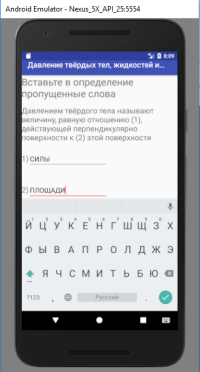 Android Emulator - Nexus_5X_API_25:5554
8:09
Давление твёрдых тел, жидкостей и...
Вставьте в определение
пропущенные слова
Давлением твёрдого тела называют
величину, равную отношению (1),
действующей перпендикулярно
поверхности к (2) этой поверхности
1) СИЛЫ
2) ПЛОЩАДИ
Й Ц У К Е Н Г Ш Щ З Х
Ф Ы В А П Р О Л Д Ж Э
Я Ч С М И Т Ь Б Ю
?123 , Русский .